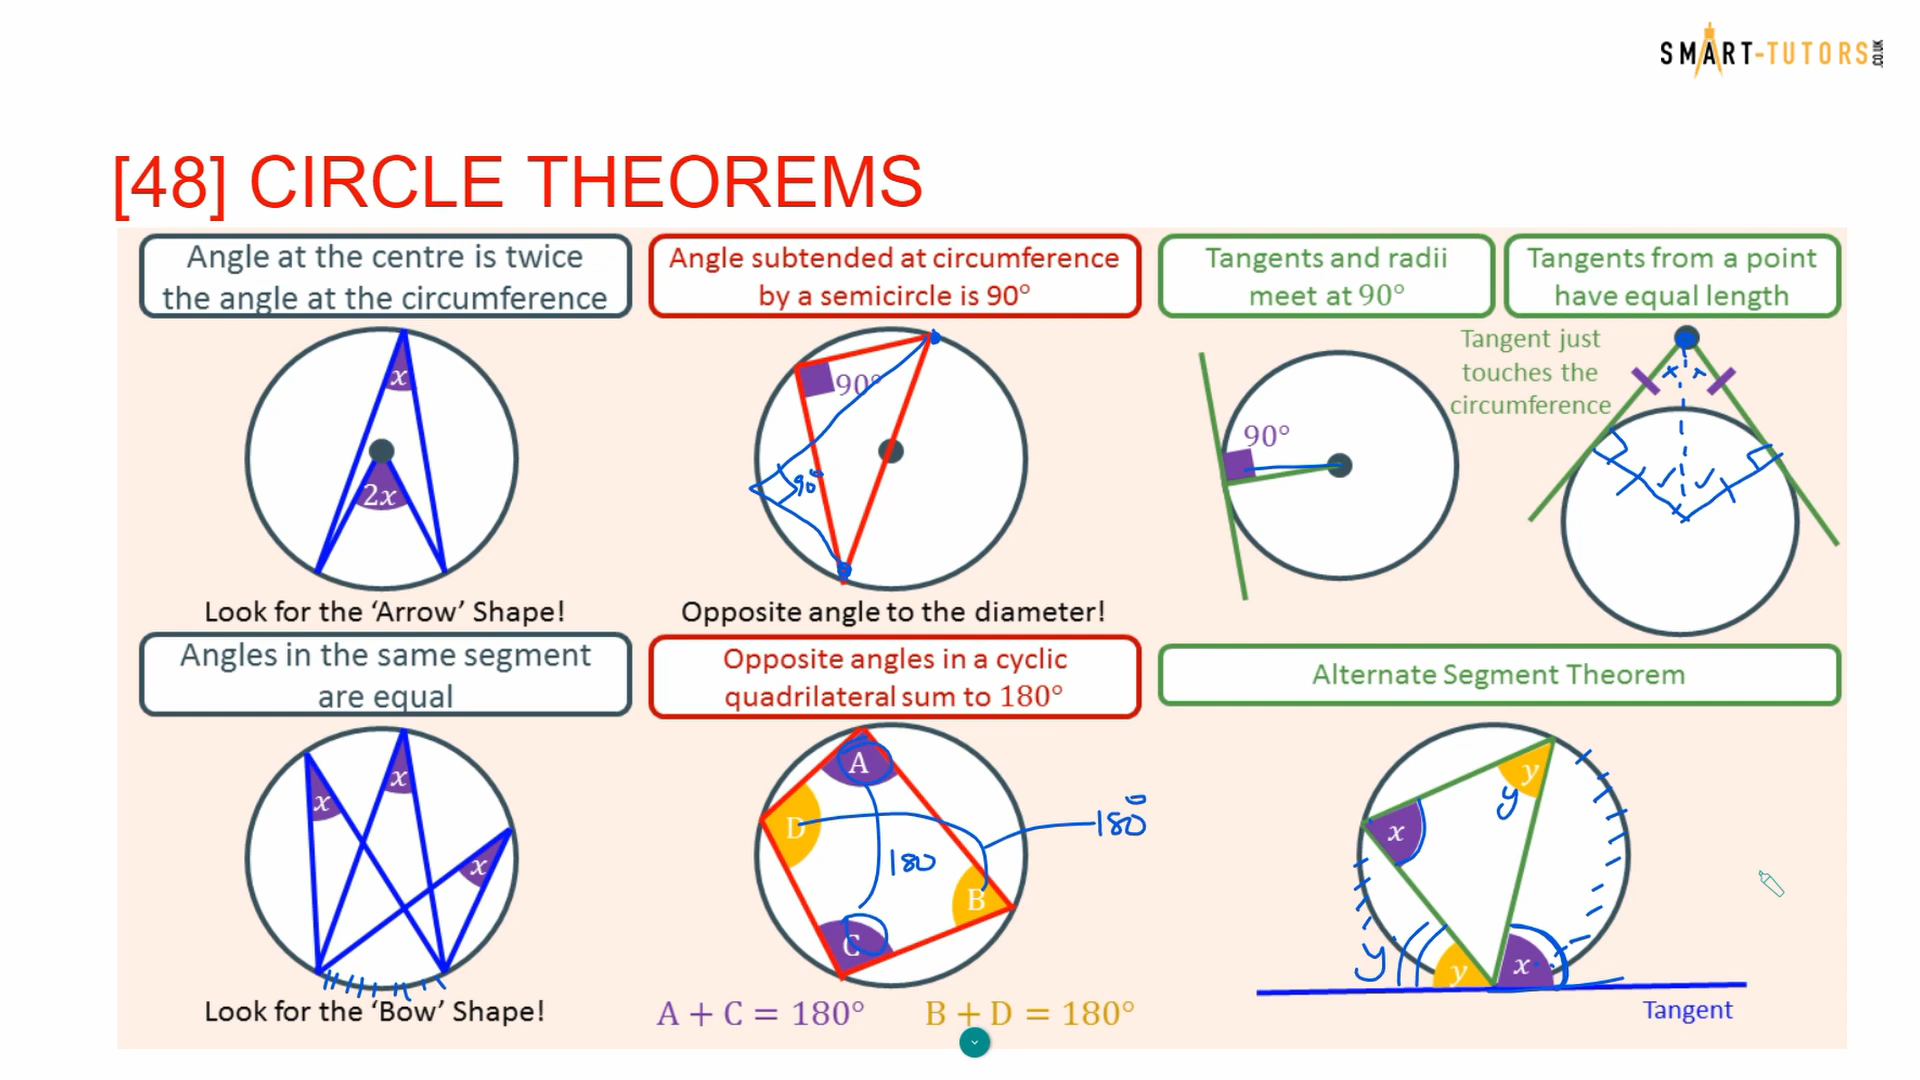 SMART-TUTORS.CO.UK
[48] CIRCLE THEOREMS
Angle at the centre is twice
the angle at the circumference
x
2x
Look for the ‘Arrow’ Shape!
Angle subtended at circumference
by a semicircle is 90°
90°
90°
Opposite angle to the diameter!
Tangents and radii
meet at 90°
90°
Tangents from a point
have equal length
Tangent just
touches the
circumference
x x
Angles in the same segment
are equal
x
x
x
Look for the ‘Bow’ Shape!
Opposite angles in a cyclic
quadrilateral sum to 180°
A
D
B
C
180
180°
A + C = 180°
B + D = 180°
Alternate Segment Theorem
y
y
x
y
y
x
Tangent